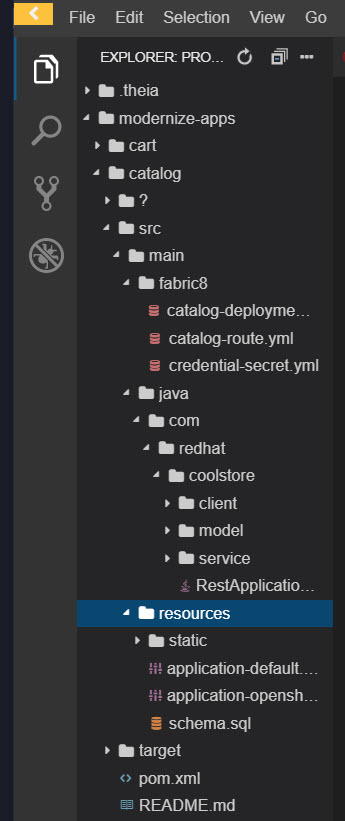 File Edit Selection View Go
EXPLORER: PRO...
.theia
modernize-apps
cart
catalog
?
src
main
fabric8
catalog-deployme...
catalog-route.yml
credential-secret.yml
java
com
redhat
coolstore
client
model
service
RestApplicatio...
resources
static
application-default....
application-opensh...
schema.sql
target
pom.xml
README.md